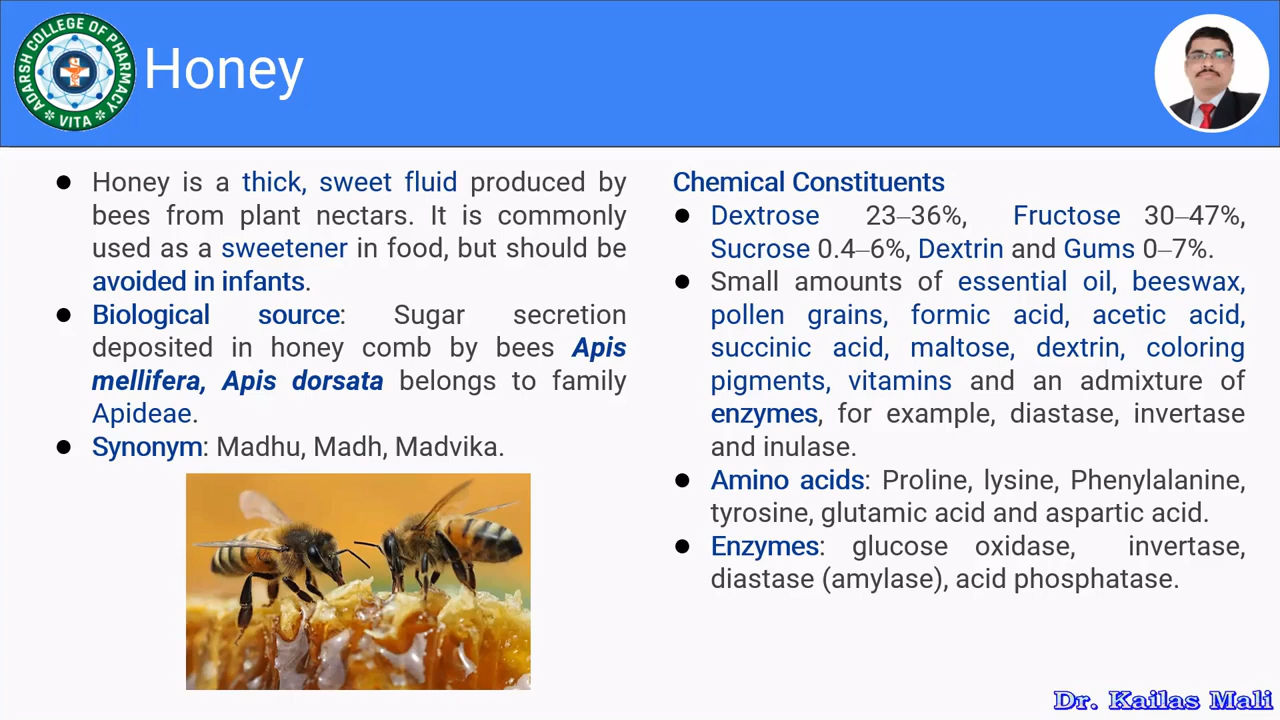 ADARSH COLLEGE OF PHARMACY
VITA
Honey
● Honey is a thick, sweet fluid produced by
bees from plant nectars. It is commonly
used as a sweetener in food, but should be
avoided in infants.
● Biological source: Sugar secretion
deposited in honey comb by bees Apis
mellifera, Apis dorsata belongs to family
Apideae.
● Synonym: Madhu, Madh, Madvika.
Chemical Constituents
● Dextrose 23–36%, Fructose 30–47%,
Sucrose 0.4–6%, Dextrin and Gums 0–7%.
● Small amounts of essential oil, beeswax,
pollen grains, formic acid, acetic acid,
succinic acid, maltose, dextrin, coloring
pigments, vitamins and an admixture of
enzymes, for example, diastase, invertase
and inulase.
● Amino acids: Proline, lysine, Phenylalanine,
tyrosine, glutamic acid and aspartic acid.
● Enzymes: glucose oxidase, invertase,
diastase (amylase), acid phosphatase.
Dr. Kailas Mali